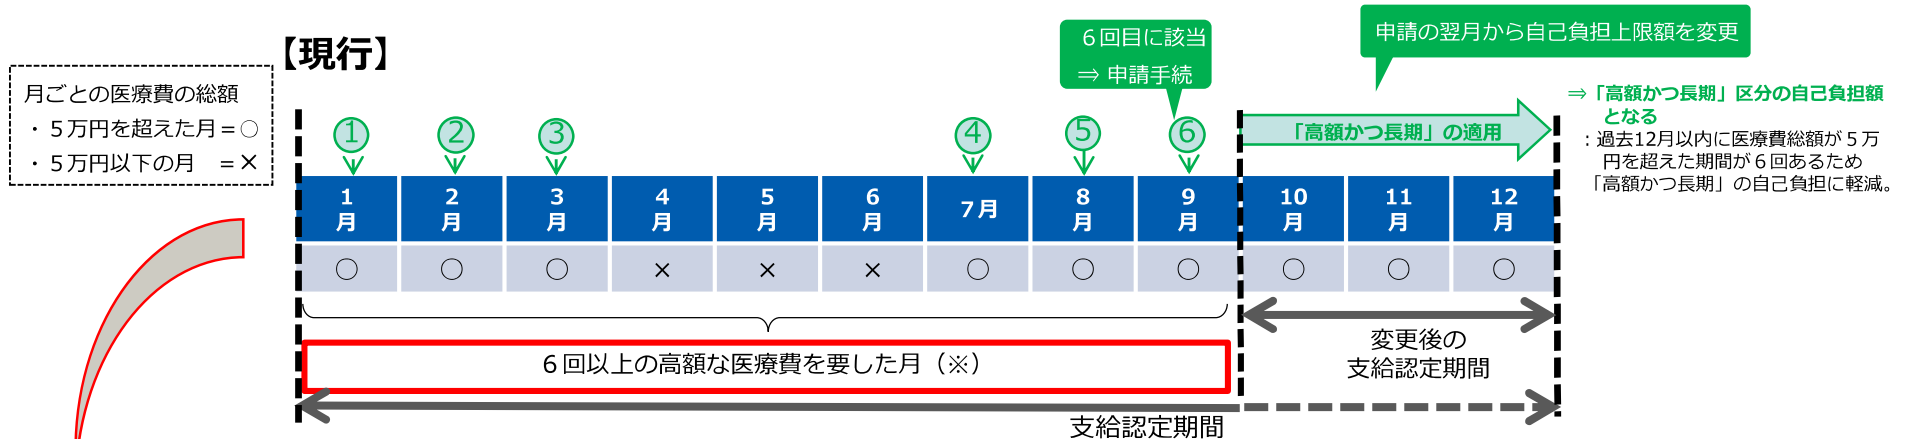 【現行】
月ごとの医療費の総額
・５万円を超えた月＝○
・５万円以下の月　＝×
６回目に該当
⇒ 申請手続
申請の翌月から自己負担上限額を変更
① ② ③ ④ ⑤ ⑥
「高額かつ長期」の適用
⇒「高額かつ長期」区分の自己負担額
となる
：過去12月以内に医療費総額が５万
円を超えた期間が６回あるため
「高額かつ長期」の自己負担に軽減。
1月 2月 3月 4月 5月 6月 ７月 8月 9月 10月 11月 12月
○ ○ ○ × × × ○ ○ ○ ○ ○ ○
６回以上の高額な医療費を要した月（※）
変更後の
支給認定期間
支給認定期間